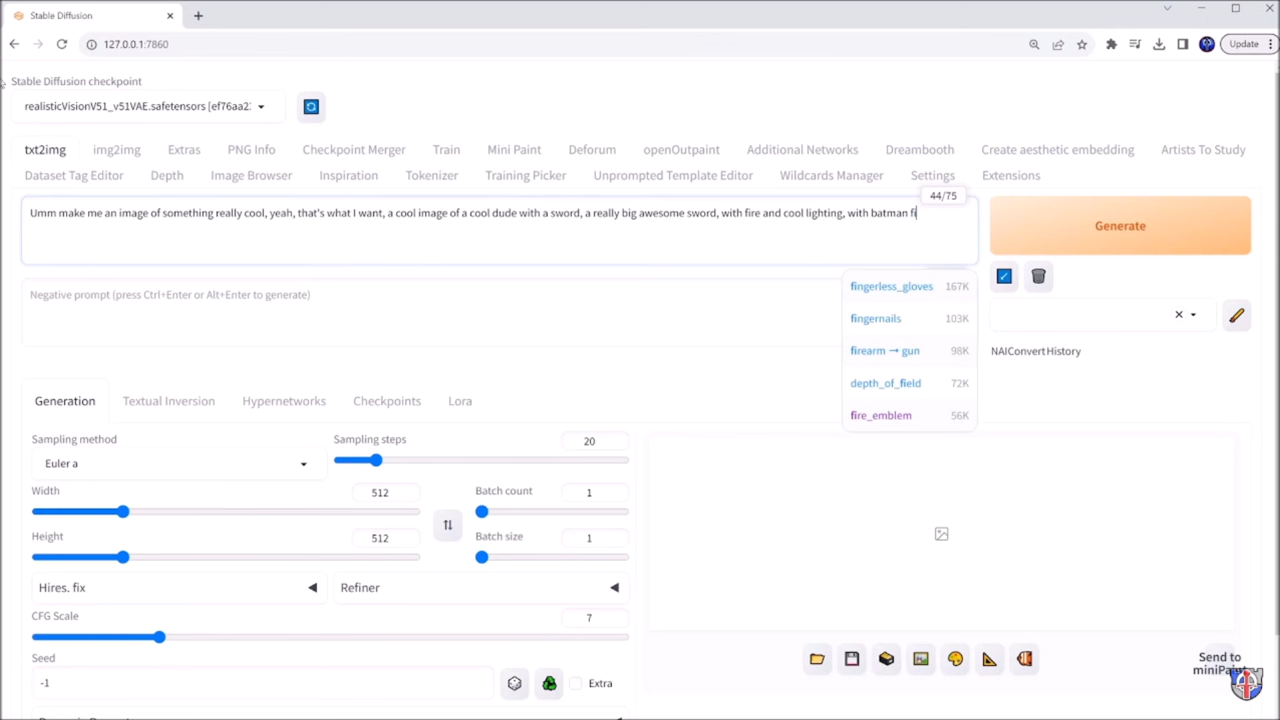 Stable Diffusion
127.0.0.1:7860
Update
Stable Diffusion checkpoint
realisticVisionV51_v51VAE.safetensors [ef76aa2:
txt2img img2img Extras PNG Info Checkpoint Merger Train Mini Paint Deforum openOutpaint Additional Networks Dreambooth Create aesthetic embedding Artists To Study
Dataset Tag Editor Depth Image Browser Inspiration Tokenizer Training Picker Unprompted Template Editor Wildcards Manager Settings Extensions
44/75
Umm make me an image of something really cool, yeah, that's what I want, a cool image of a cool dude with a sword, a really big awesome sword, with fire and cool lighting, with batman fi
Generate
Negative prompt (press Ctrl+Enter or Alt+Enter to generate)
fingerless_gloves 167K
fingernails 103K
firearm → gun 98K
depth_of_field 72K
fire_emblem 56K
NAIConvertHistory
Generation Textual Inversion Hypernetworks Checkpoints Lora
Sampling method
Euler a
Sampling steps 20
Width 512
Batch count 1
Height 512
Batch size 1
Hires. fix
Refiner
CFG Scale 7
Seed
-1
Extra
Send to